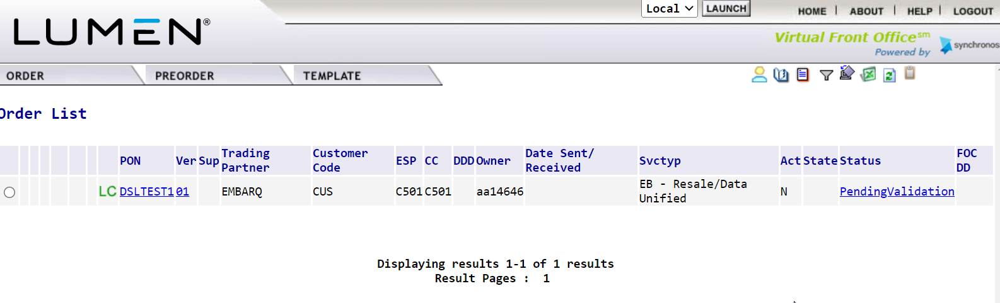 Local LAUNCH HOME | ABOUT | HELP | LOGOUT
LUMEN®
Virtual Front Office℠
Powered by synchronoss
ORDER PREORDER TEMPLATE
Order List
PON Ver Sup Trading Partner Customer Code ESP CC DDD Owner Date Sent/ Received Svctyp Act State Status FOC DD
LC DSLTEST1 01 EMBARQ CUS C501 C501 aa14646 EB - Resale/Data Unified N PendingValidation
Displaying results 1-1 of 1 results
Result Pages : 1